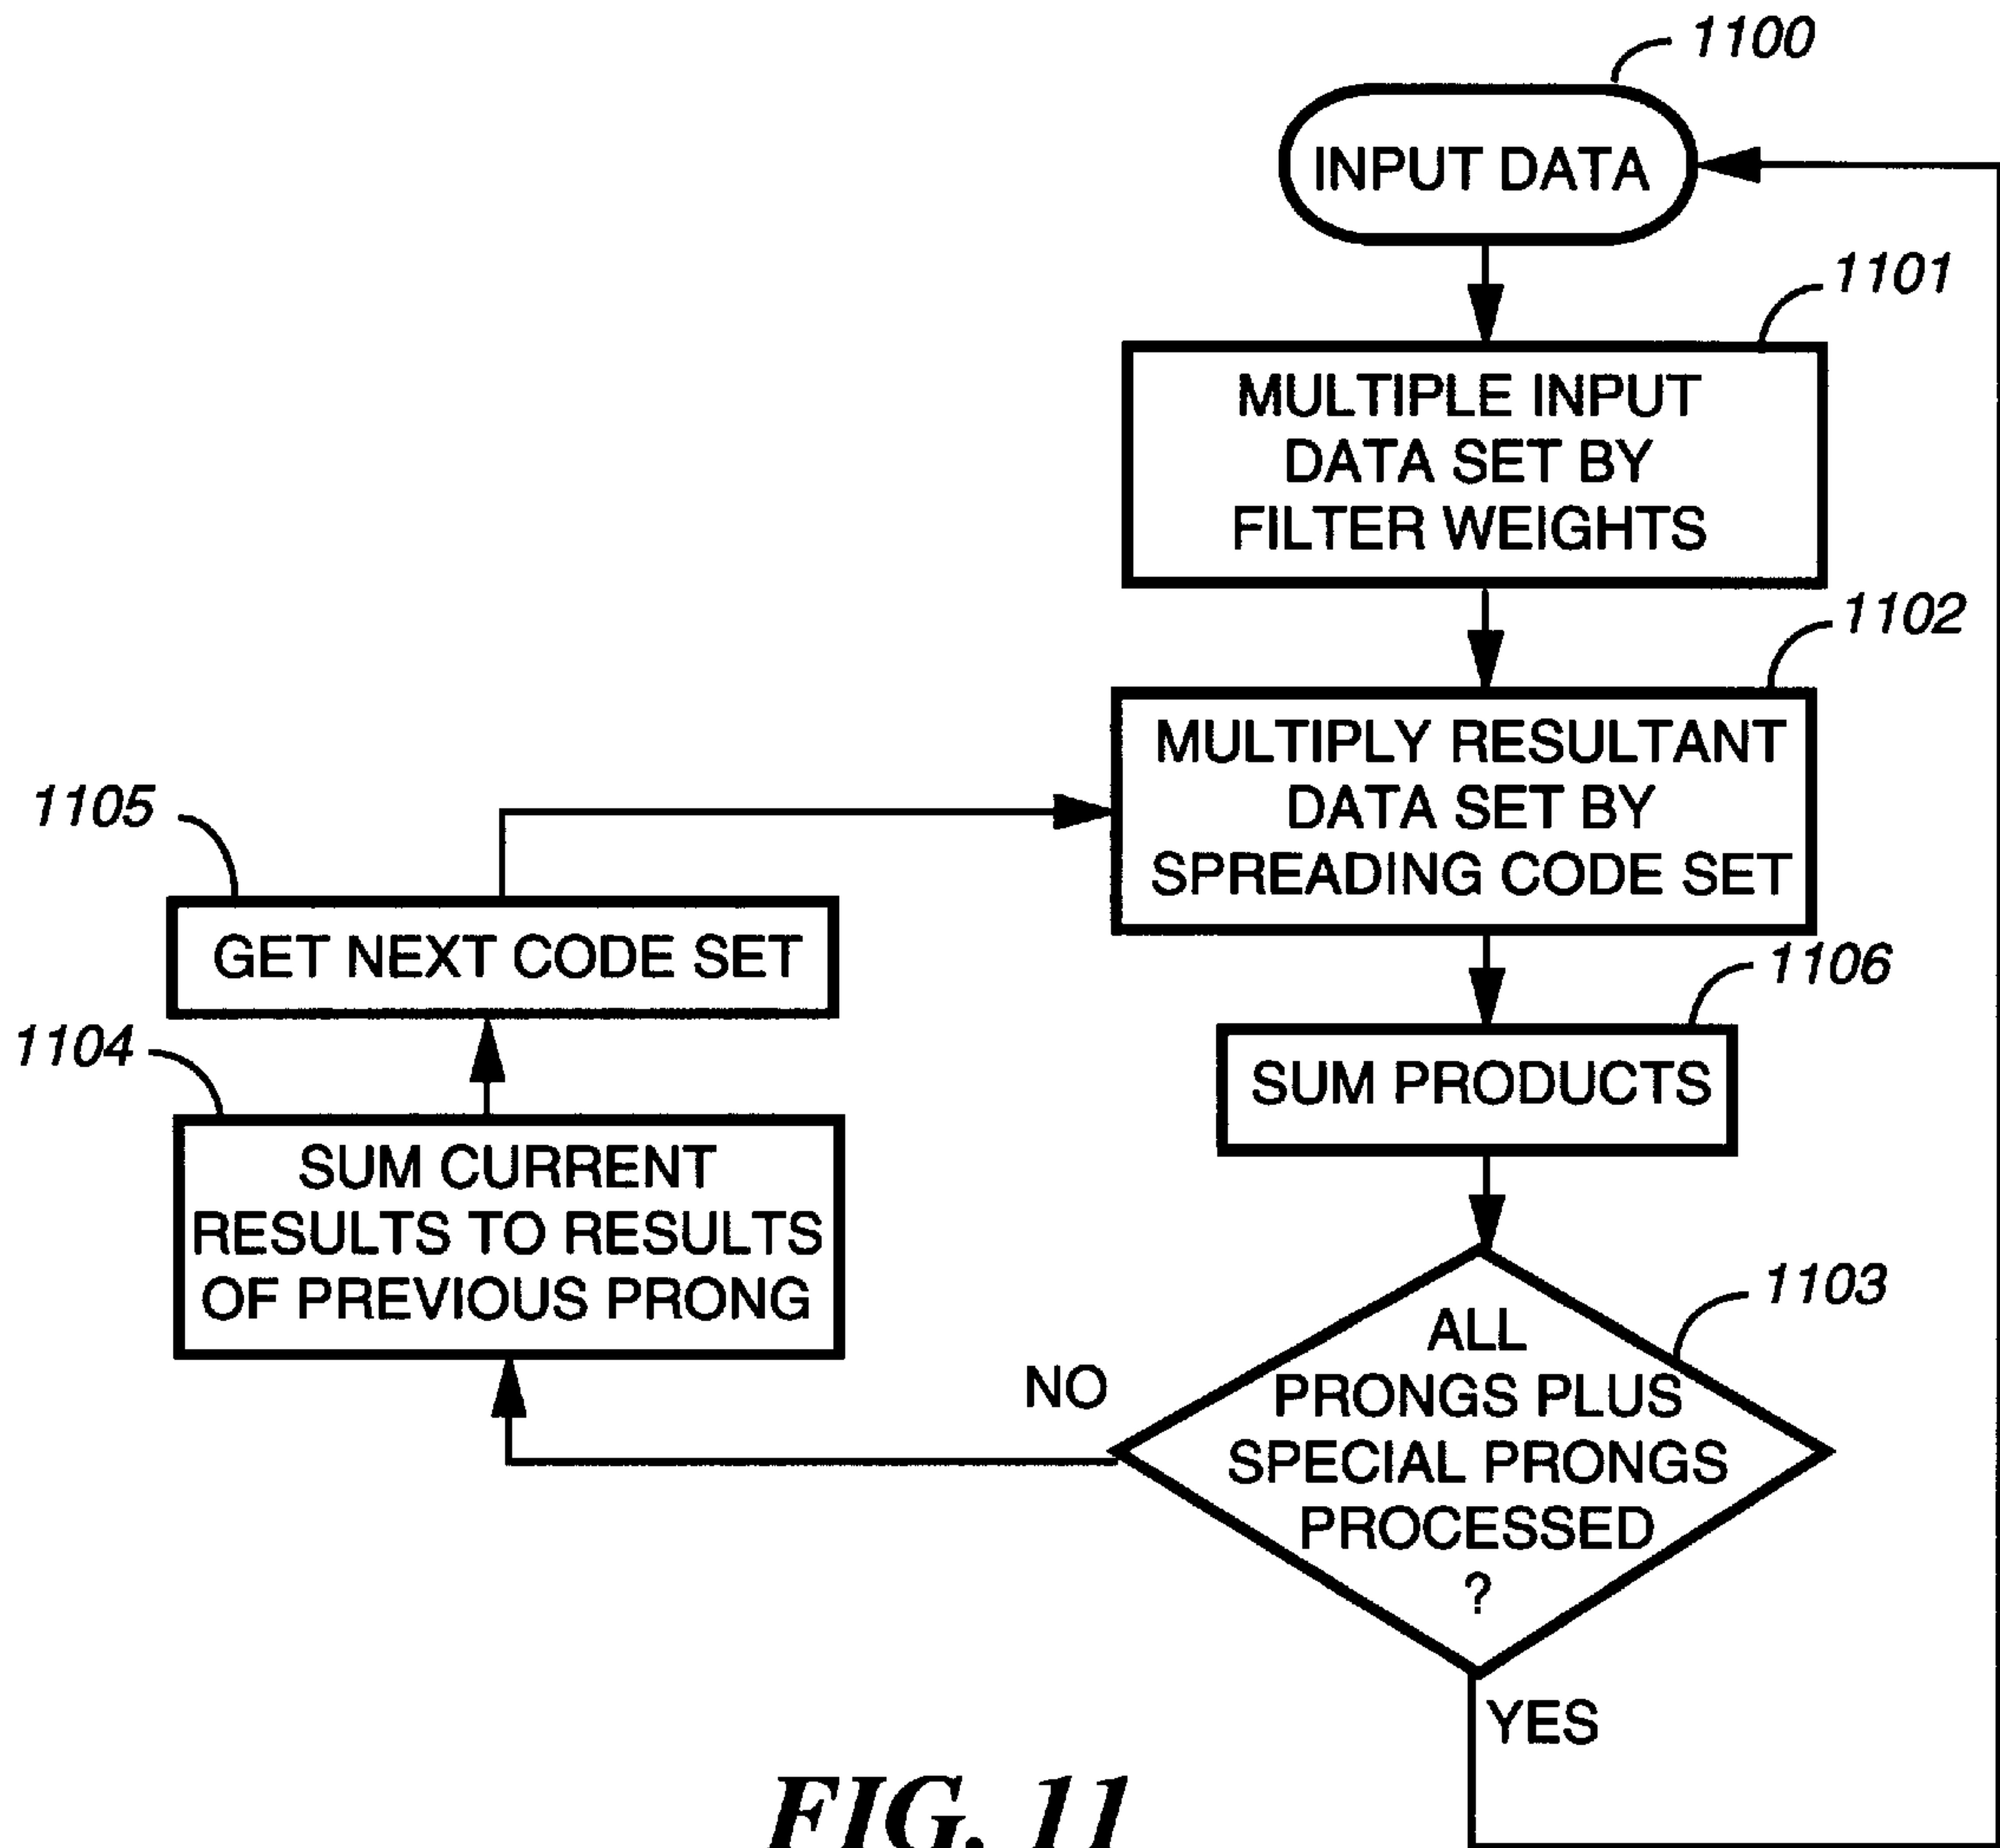 1100
INPUT DATA
1101
MULTIPLE INPUT
DATA SET BY
FILTER WEIGHTS
1102
MULTIPLY RESULTANT
DATA SET BY
SPREADING CODE SET
1105
GET NEXT CODE SET
1106
SUM PRODUCTS
1104
SUM CURRENT
RESULTS TO RESULTS
OF PREVIOUS PRONG
1103
ALL
PRONGS PLUS
SPECIAL PRONGS
PROCESSED
?
NO
YES
FIG. 11